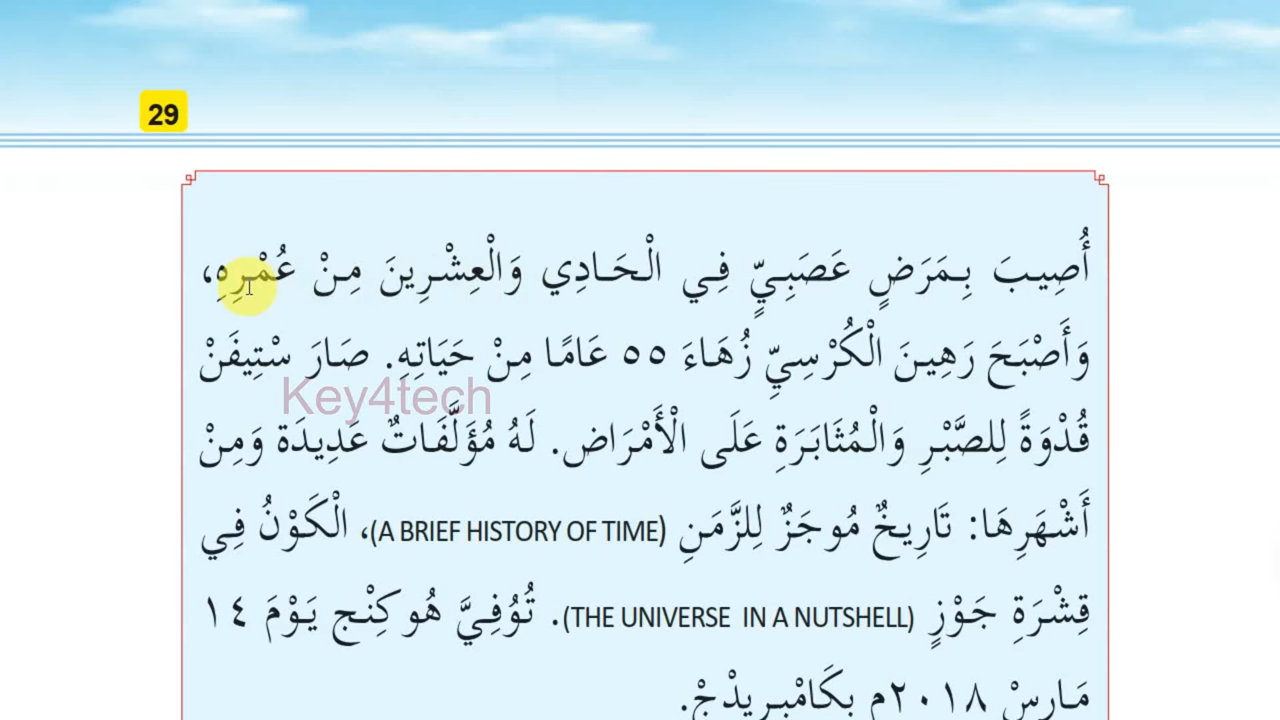 29
أُصِيبَ بِمَرَضٍ عَصَبِيٍّ فِي الْحَادِي وَالْعِشْرِينَ مِنْ عُمْرِهِ،
وَأَصْبَحَ رَهِينَ الْكُرْسِيِّ زُهَاءَ ٥٥ عَامًا مِنْ حَيَاتِهِ. صَارَ سْتِيفَنْ
Key4tech
قُدْوَةً لِلصَّبْرِ وَالْمُثَابَرَةِ عَلَى الْأَمْرَاض. لَهُ مُؤَلَّفَاتٌ عَدِيدَة وَمِنْ
أَشْهَرِهَا: تَارِيخٌ مُوجَزٌ لِلزَّمَنِ (A BRIEF HISTORY OF TIME)، الْكَوْنُ فِي
قِشْرَةِ جَوْزٍ (THE UNIVERSE IN A NUTSHELL). تُوُفِيَّ هُوكِنْج يَوْمَ ١٤
مَارِسْ ٢٠١٨م بِكَامْبِرِيدْجْ.